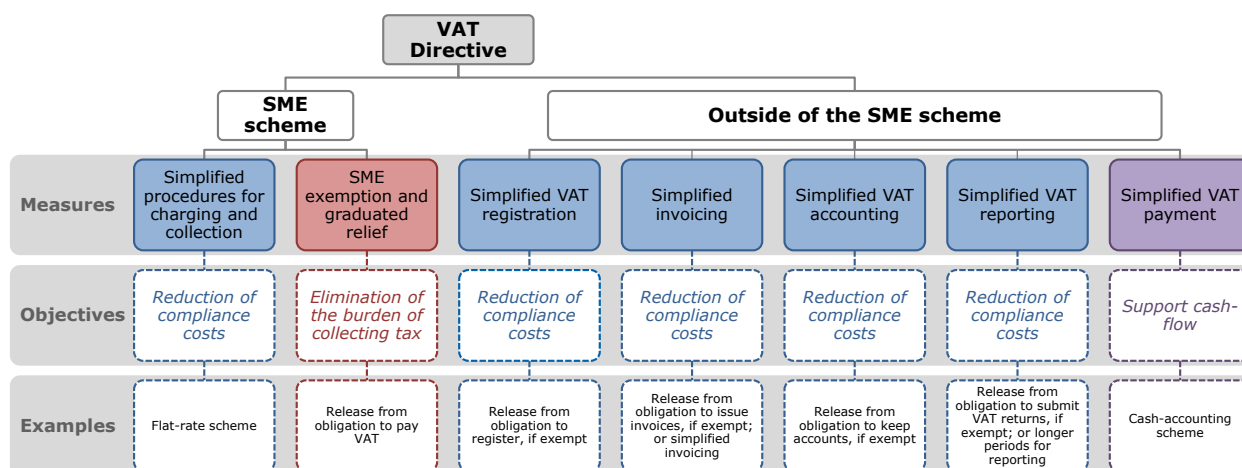 VAT
Directive
SME
scheme
Outside of the SME scheme
Measures
Simplified
procedures for
charging and
collection
SME
exemption and
graduated
relief
Simplified VAT
registration
Simplified
invoicing
Simplified VAT
accounting
Simplified VAT
reporting
Simplified VAT
payment
Objectives
Reduction of
compliance
costs
Elimination of
the burden of
collecting tax
Reduction of
compliance
costs
Reduction of
compliance
costs
Reduction of
compliance
costs
Reduction of
compliance
costs
Support cash-
flow
Examples
Flat-rate scheme
Release from
obligation to pay
VAT
Release from
obligation to
register, if exempt
Release from
obligation to issue
invoices, if exempt;
or simplified
invoicing
Release from
obligation to keep
accounts, if exempt
Release from
obligation to submit
VAT returns, if
exempt; or longer
periods for
reporting
Cash-accounting
scheme